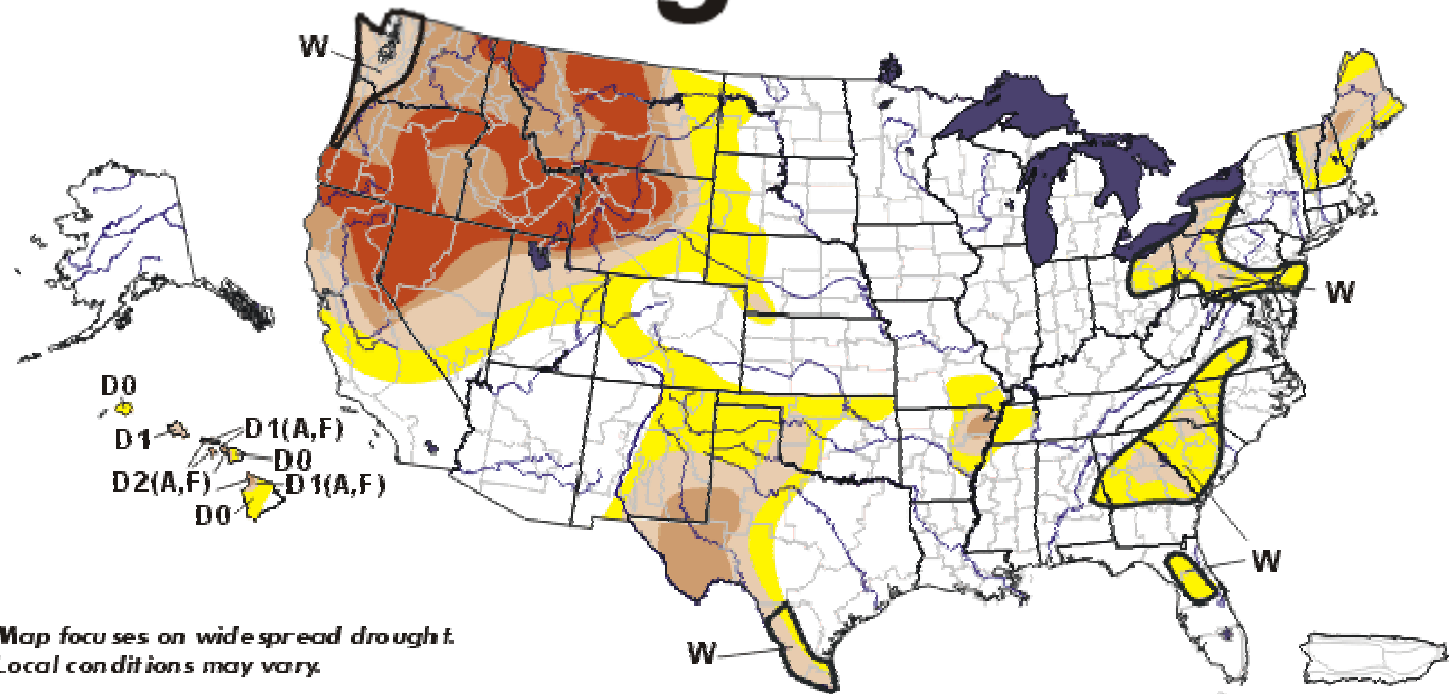 W
W
D0
D1
D1(A,F)
D0
D2(A,F)
D1(A,F)
D0
W
W
Map focuses on widespread drought.
Local conditions may vary.